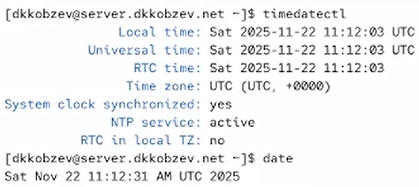 [dkkobzev@server.dkkobzev.net ~]$ timedatectl
Local time: Sat 2025-11-22 11:12:03 UTC
Universal time: Sat 2025-11-22 11:12:03 UTC
RTC time: Sat 2025-11-22 11:12:03
Time zone: UTC (UTC, +0000)
System clock synchronized: yes
NTP service: active
RTC in local TZ: no
[dkkobzev@server.dkkobzev.net ~]$ date
Sat Nov 22 11:12:31 AM UTC 2025